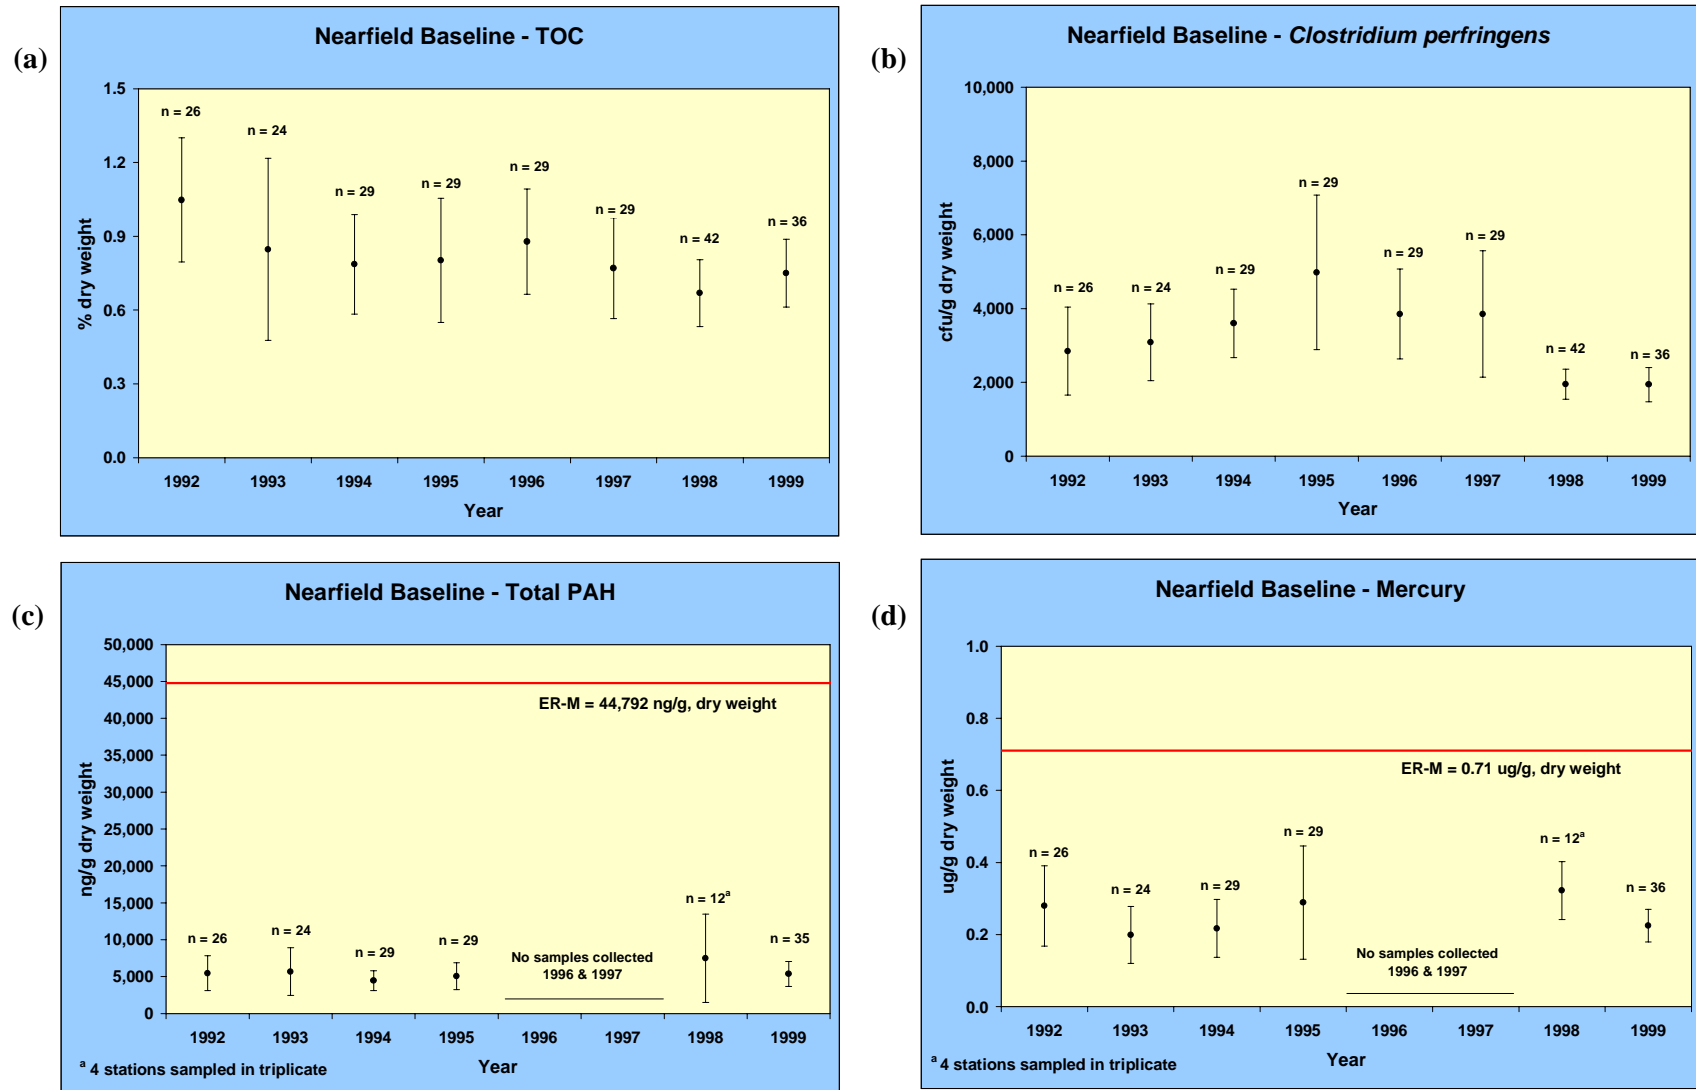 (a)
Nearfield Baseline - TOC
1.5
1.2
0.9
0.6
0.3
0.0
% dry weight
n = 26
n = 24
n = 29
n = 29
n = 29
n = 29
n = 42
n = 36
1992 1993 1994 1995 1996 1997 1998 1999
Year
(b)
Nearfield Baseline - Clostridium perfringens
10,000
8,000
6,000
4,000
2,000
0
cfu/g dry weight
n = 26
n = 24
n = 29
n = 29
n = 29
n = 29
n = 42
n = 36
1992 1993 1994 1995 1996 1997 1998 1999
Year
(c)
Nearfield Baseline - Total PAH
50,000
45,000
40,000
35,000
30,000
25,000
20,000
15,000
10,000
5,000
0
ng/g dry weight
ER-M = 44,792 ng/g, dry weight
n = 26
n = 24
n = 29
n = 29
No samples collected
1996 & 1997
n = 12a
n = 35
1992 1993 1994 1995 1996 1997 1998 1999
Year
a 4 stations sampled in triplicate
(d)
Nearfield Baseline - Mercury
1.0
0.8
0.6
0.4
0.2
0.0
ug/g dry weight
ER-M = 0.71 ug/g, dry weight
n = 26
n = 24
n = 29
n = 29
No samples collected
1996 & 1997
n = 12a
n = 36
1992 1993 1994 1995 1996 1997 1998 1999
Year
a 4 stations sampled in triplicate